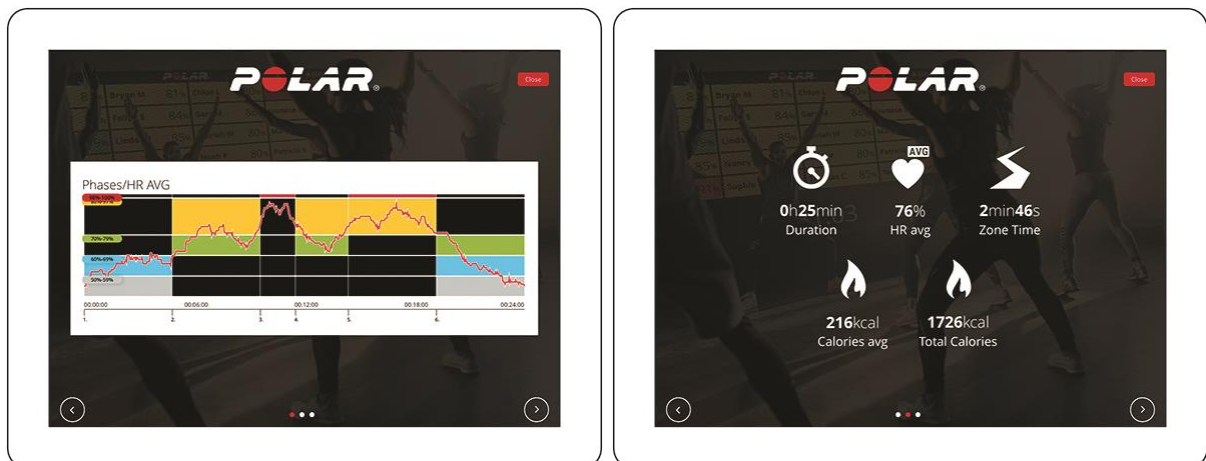 POLAR
Close
Phases/HR AVG
98%-100%
70%-79%
60%-69%
50%-59%
00:00:00
00:06:00
00:12:00
00:18:00
00:24:00
1.
2.
3.
4.
5.
6.
POLAR
Close
AVG
0h25min
Duration
76%
HR avg
2min46s
Zone Time
216kcal
Calories avg
1726kcal
Total Calories